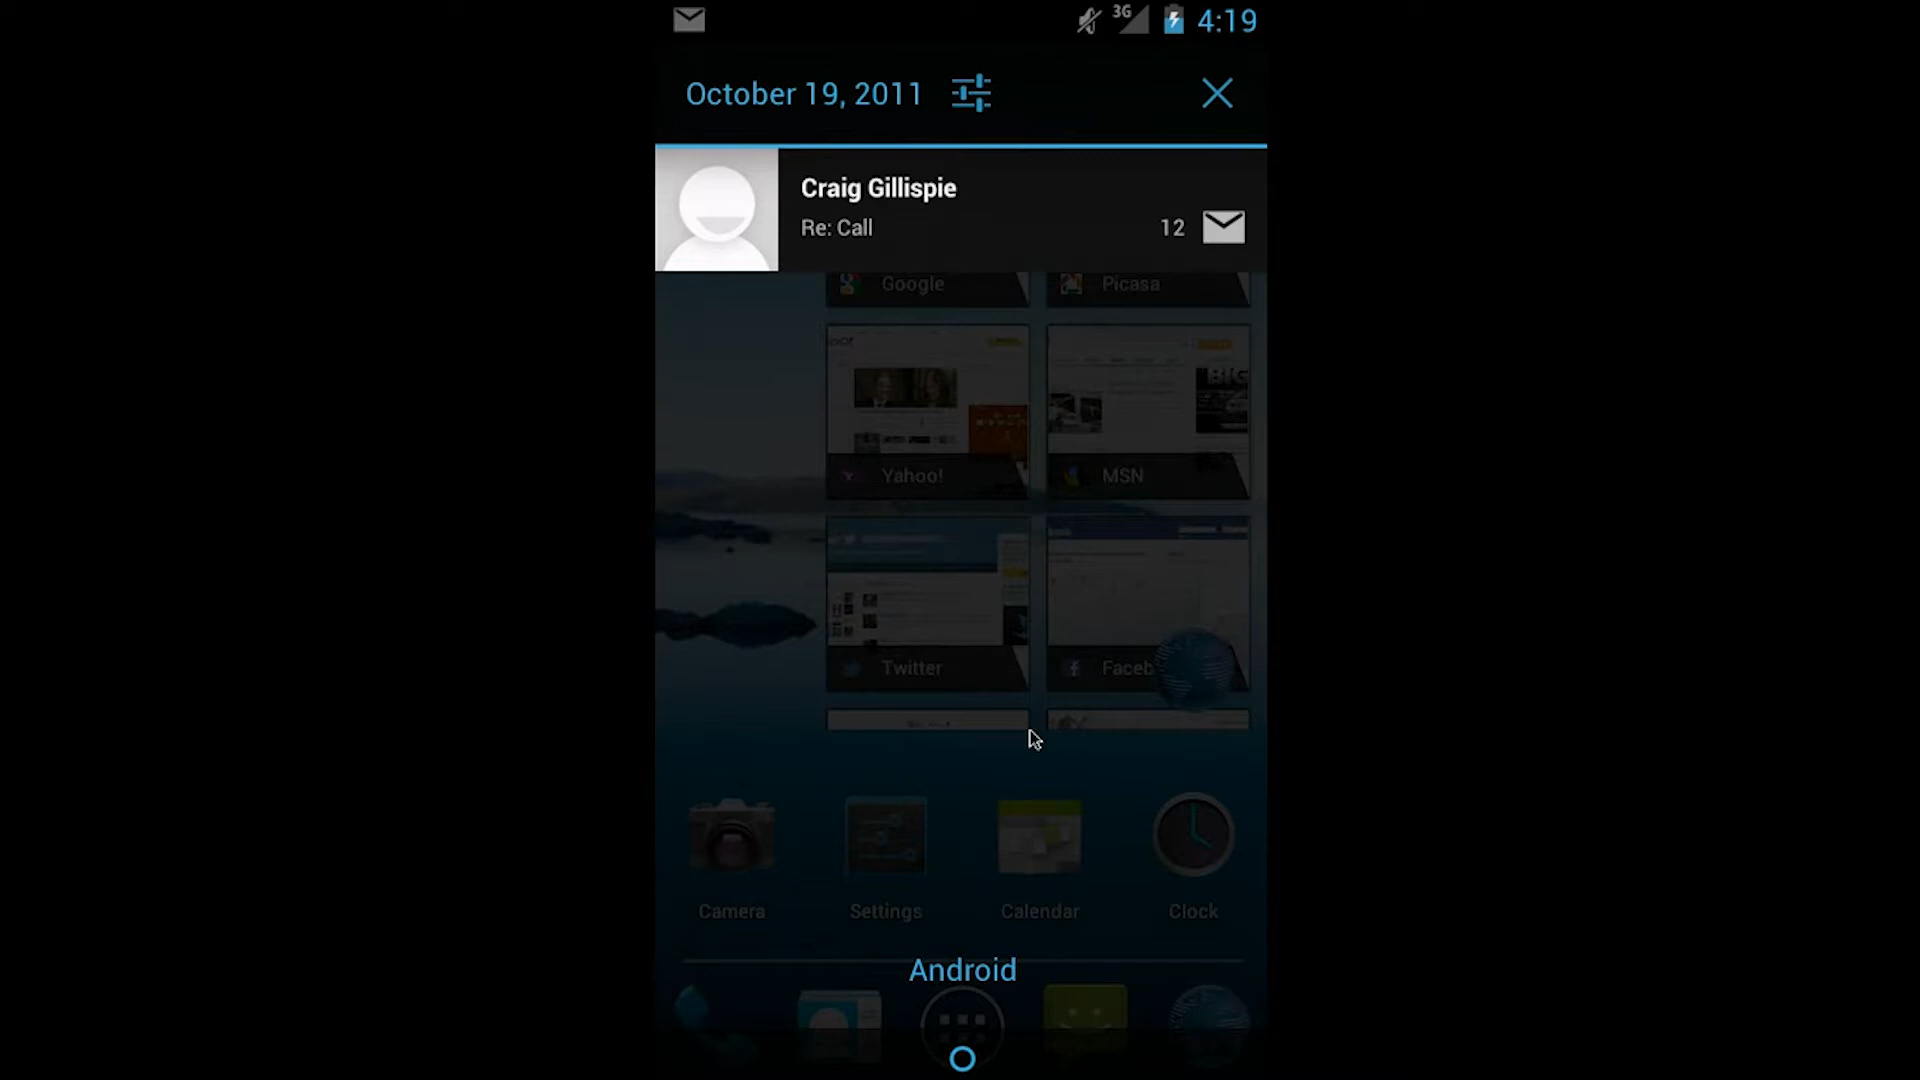 3G 4:19
October 19, 2011
Craig Gillispie
Re: Call 12
Google Picasa
BIG
Yahoo! MSN
Twitter Faceb
Camera Settings Calendar Clock
Android